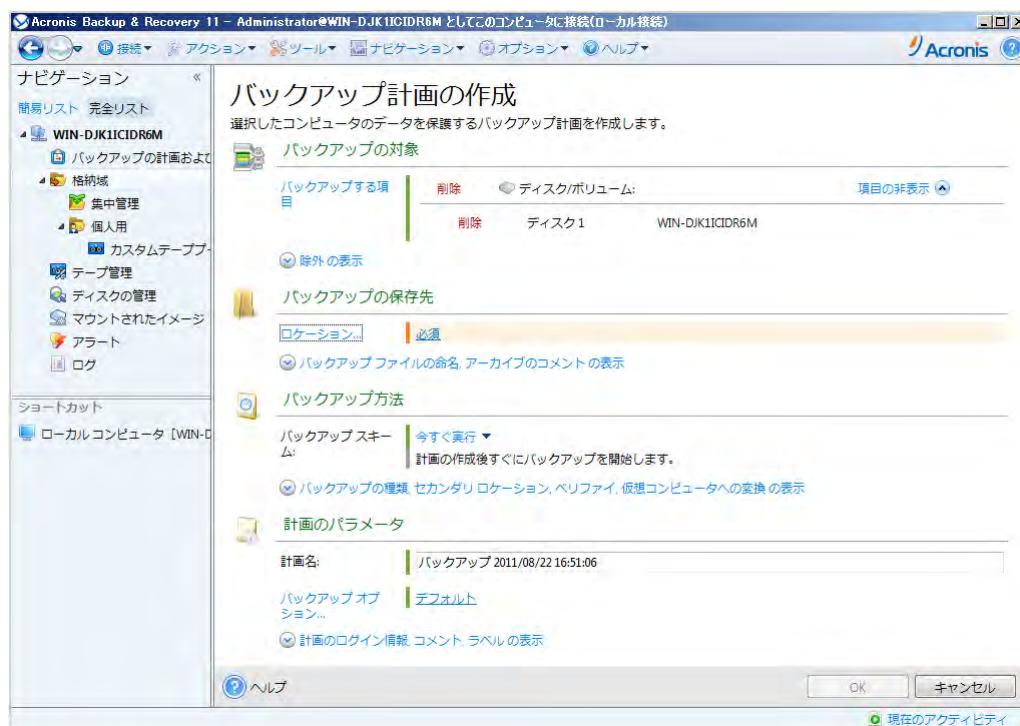 Acronis Backup & Recovery 11 - Administrator@WIN-DJK1ICIDR6M としてこのコンピュータに接続(ローカル接続)
接続 アクション ツール ナビゲーション オプション ヘルプ Acronis
ナビゲーション
簡易リスト 完全リスト
WIN-DJK1ICIDR6M
バックアップの計画およ
格納域
集中管理
個人用
カスタムテーププー
テープ管理
ディスクの管理
マウントされたイメージ
アラート
ログ
ショートカット
ローカル コンピュータ [WIN-D
バックアップ計画の作成
選択したコンピュータのデータを保護するバックアップ計画を作成します。
バックアップの対象
バックアップする項目
削除 ディスク/ボリューム: 項目の非表示
削除 ディスク 1 WIN-DJK1ICIDR6M
除外 の表示
バックアップの保存先
ロケーション... 必須
バックアップ ファイルの命名, アーカイブのコメント の表示
バックアップ方法
バックアップ スキーム: 今すぐ実行
計画の作成後すぐにバックアップを開始します。
バックアップの種類, セカンダリ ロケーション, ベリファイ, 仮想コンピュータへの変換 の表示
計画のパラメータ
計画名: バックアップ 2011/08/22 16:51:06
バックアップ オプション... デフォルト
計画のログイン情報, コメント, ラベル の表示
ヘルプ OK キャンセル
現在のアクティビティ